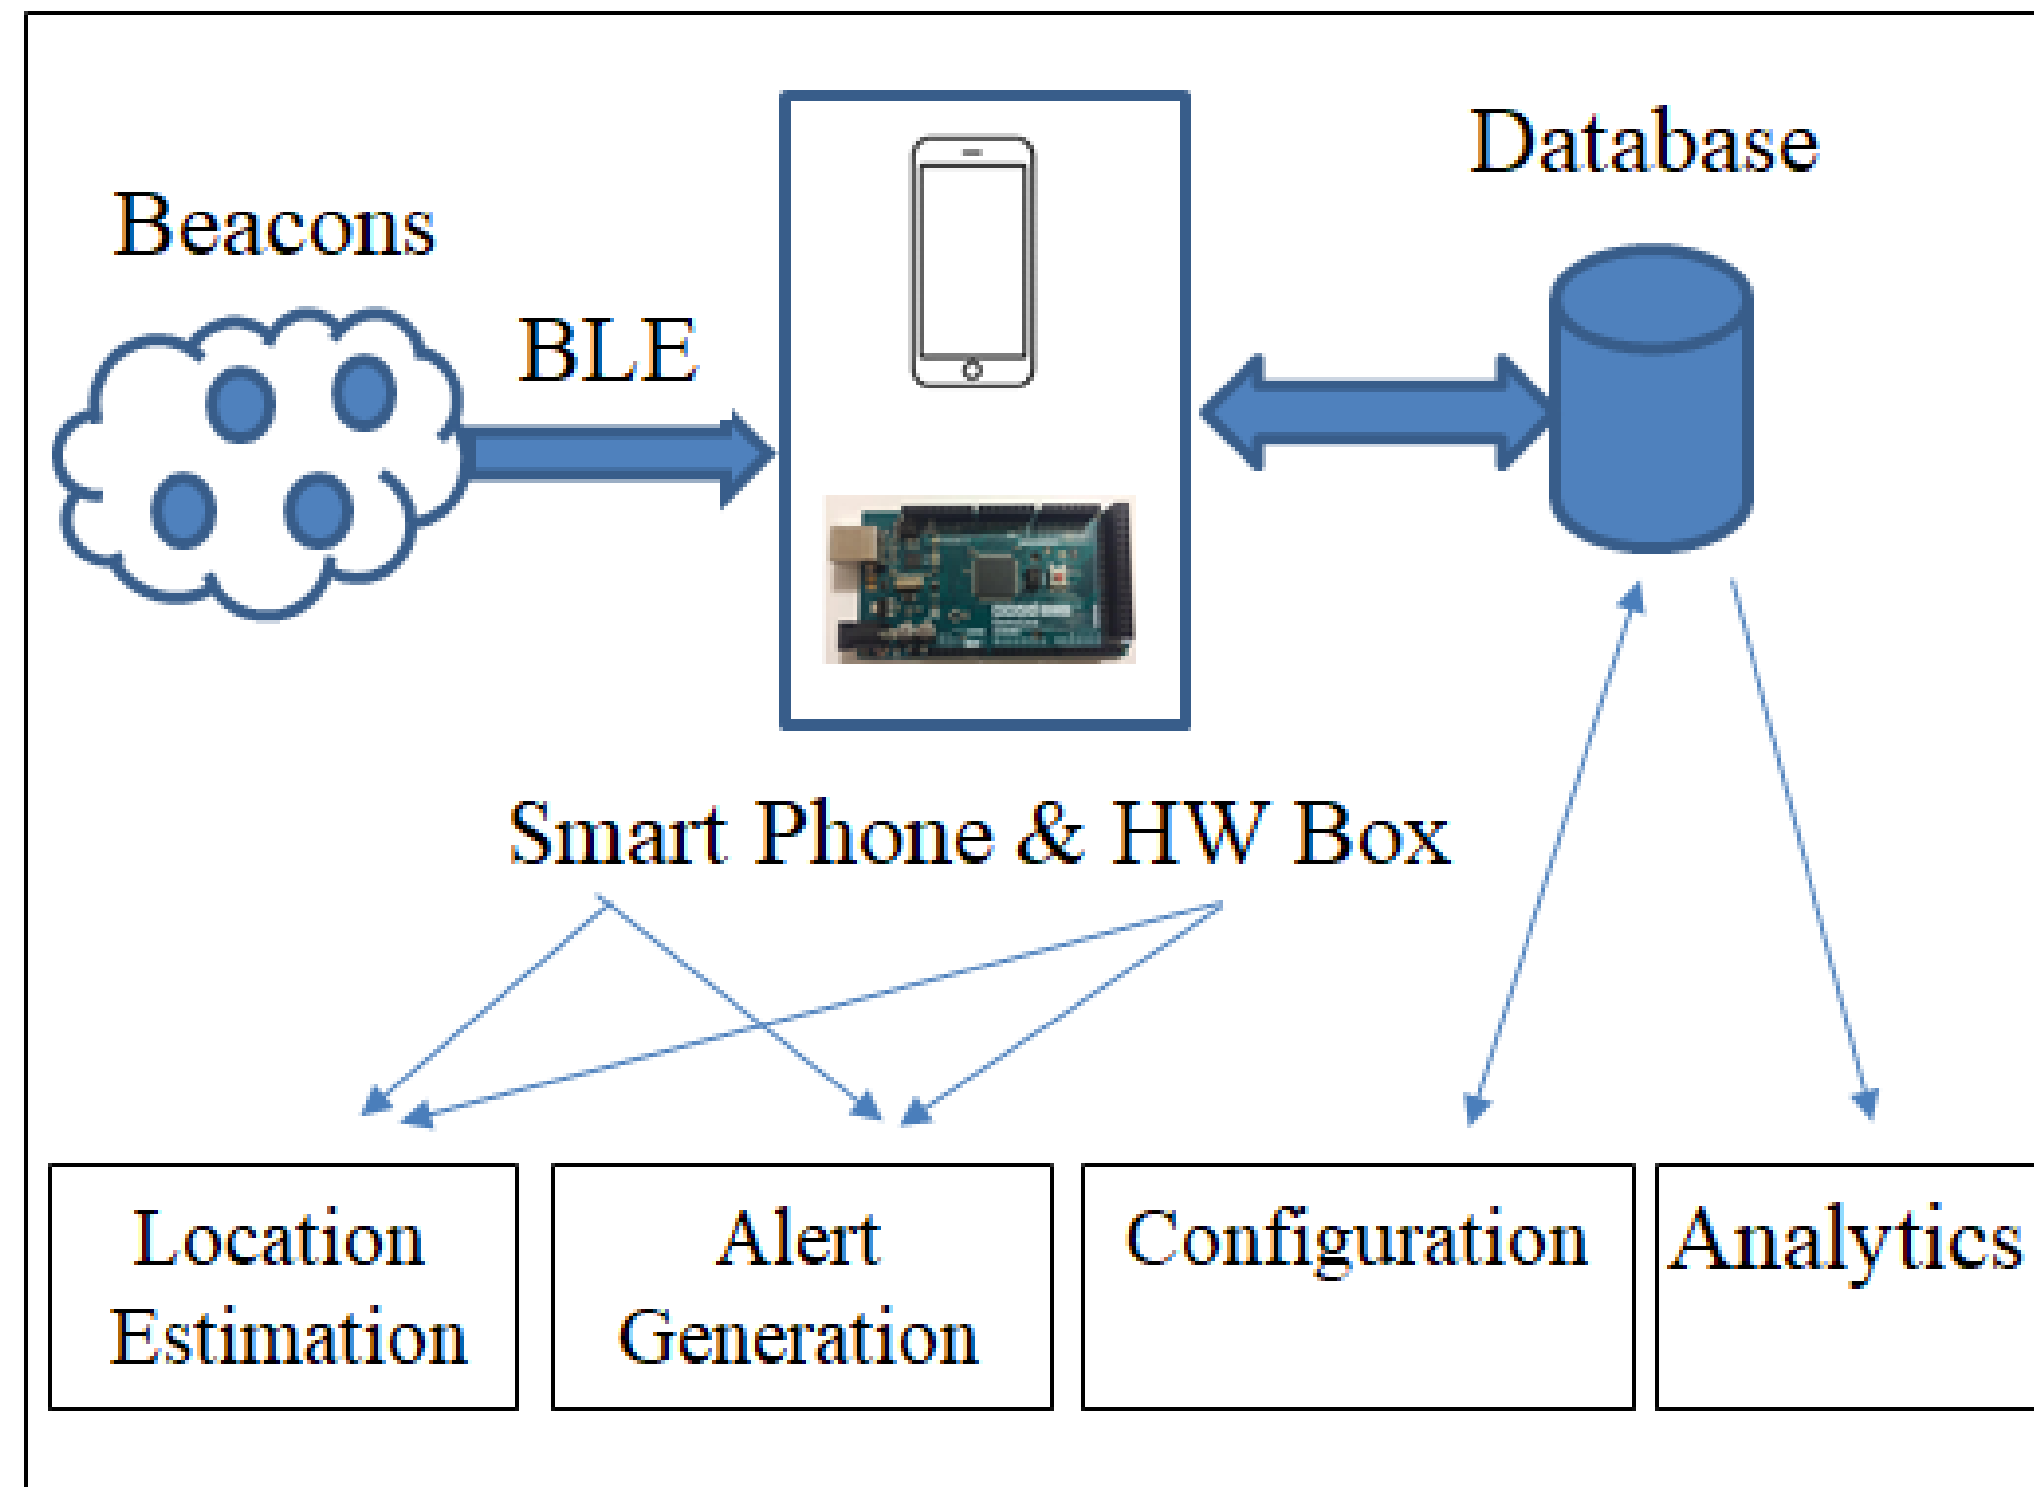 Database
Beacons
BLE
Smart Phone & HW Box
Location
Estimation
Alert
Generation
Configuration
Analytics